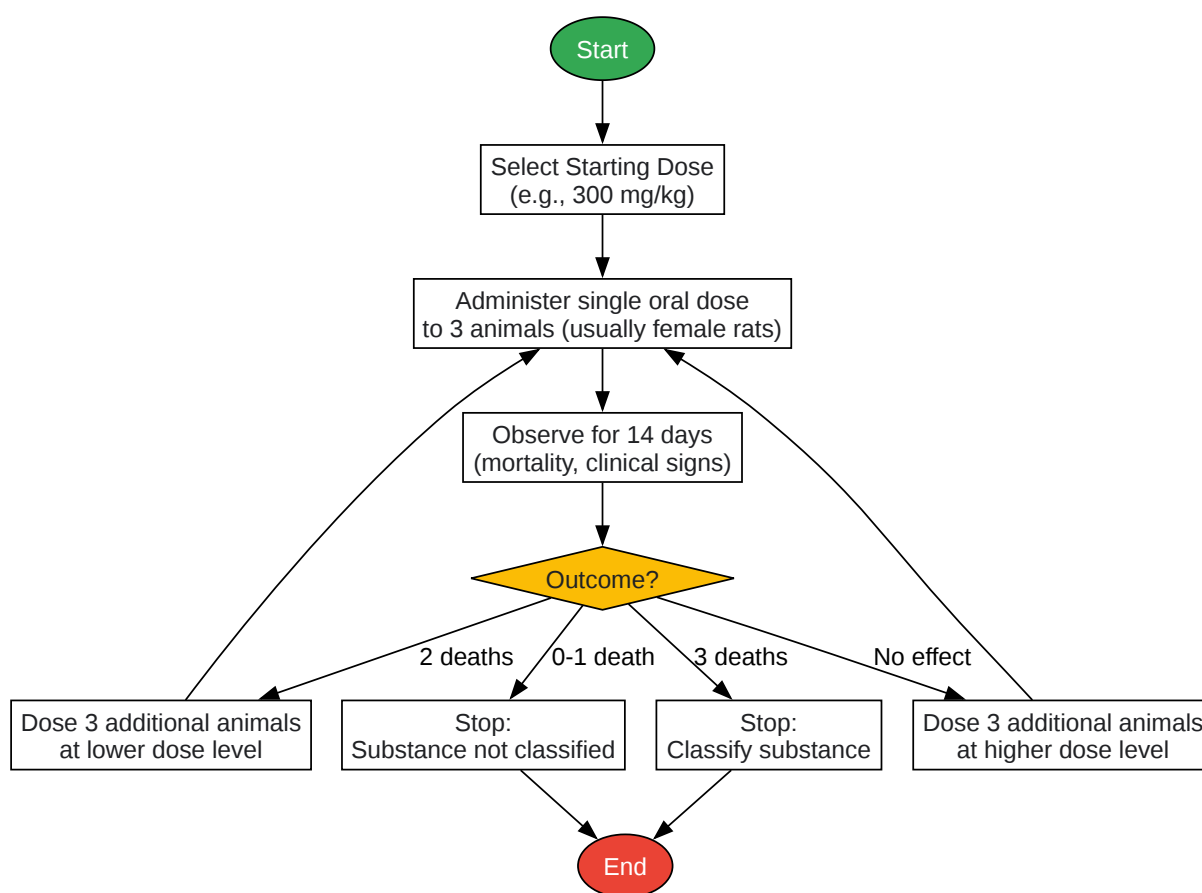 Start
Select Starting Dose
(e.g., 300 mg/kg)
Administer single oral dose
to 3 animals (usually female rats)
Observe for 14 days
(mortality, clinical signs)
Outcome?
2 deaths
0-1 death
3 deaths
No effect
Dose 3 additional animals
at lower dose level
Stop:
Substance not classified
Stop:
Classify substance
Dose 3 additional animals
at higher dose level
End